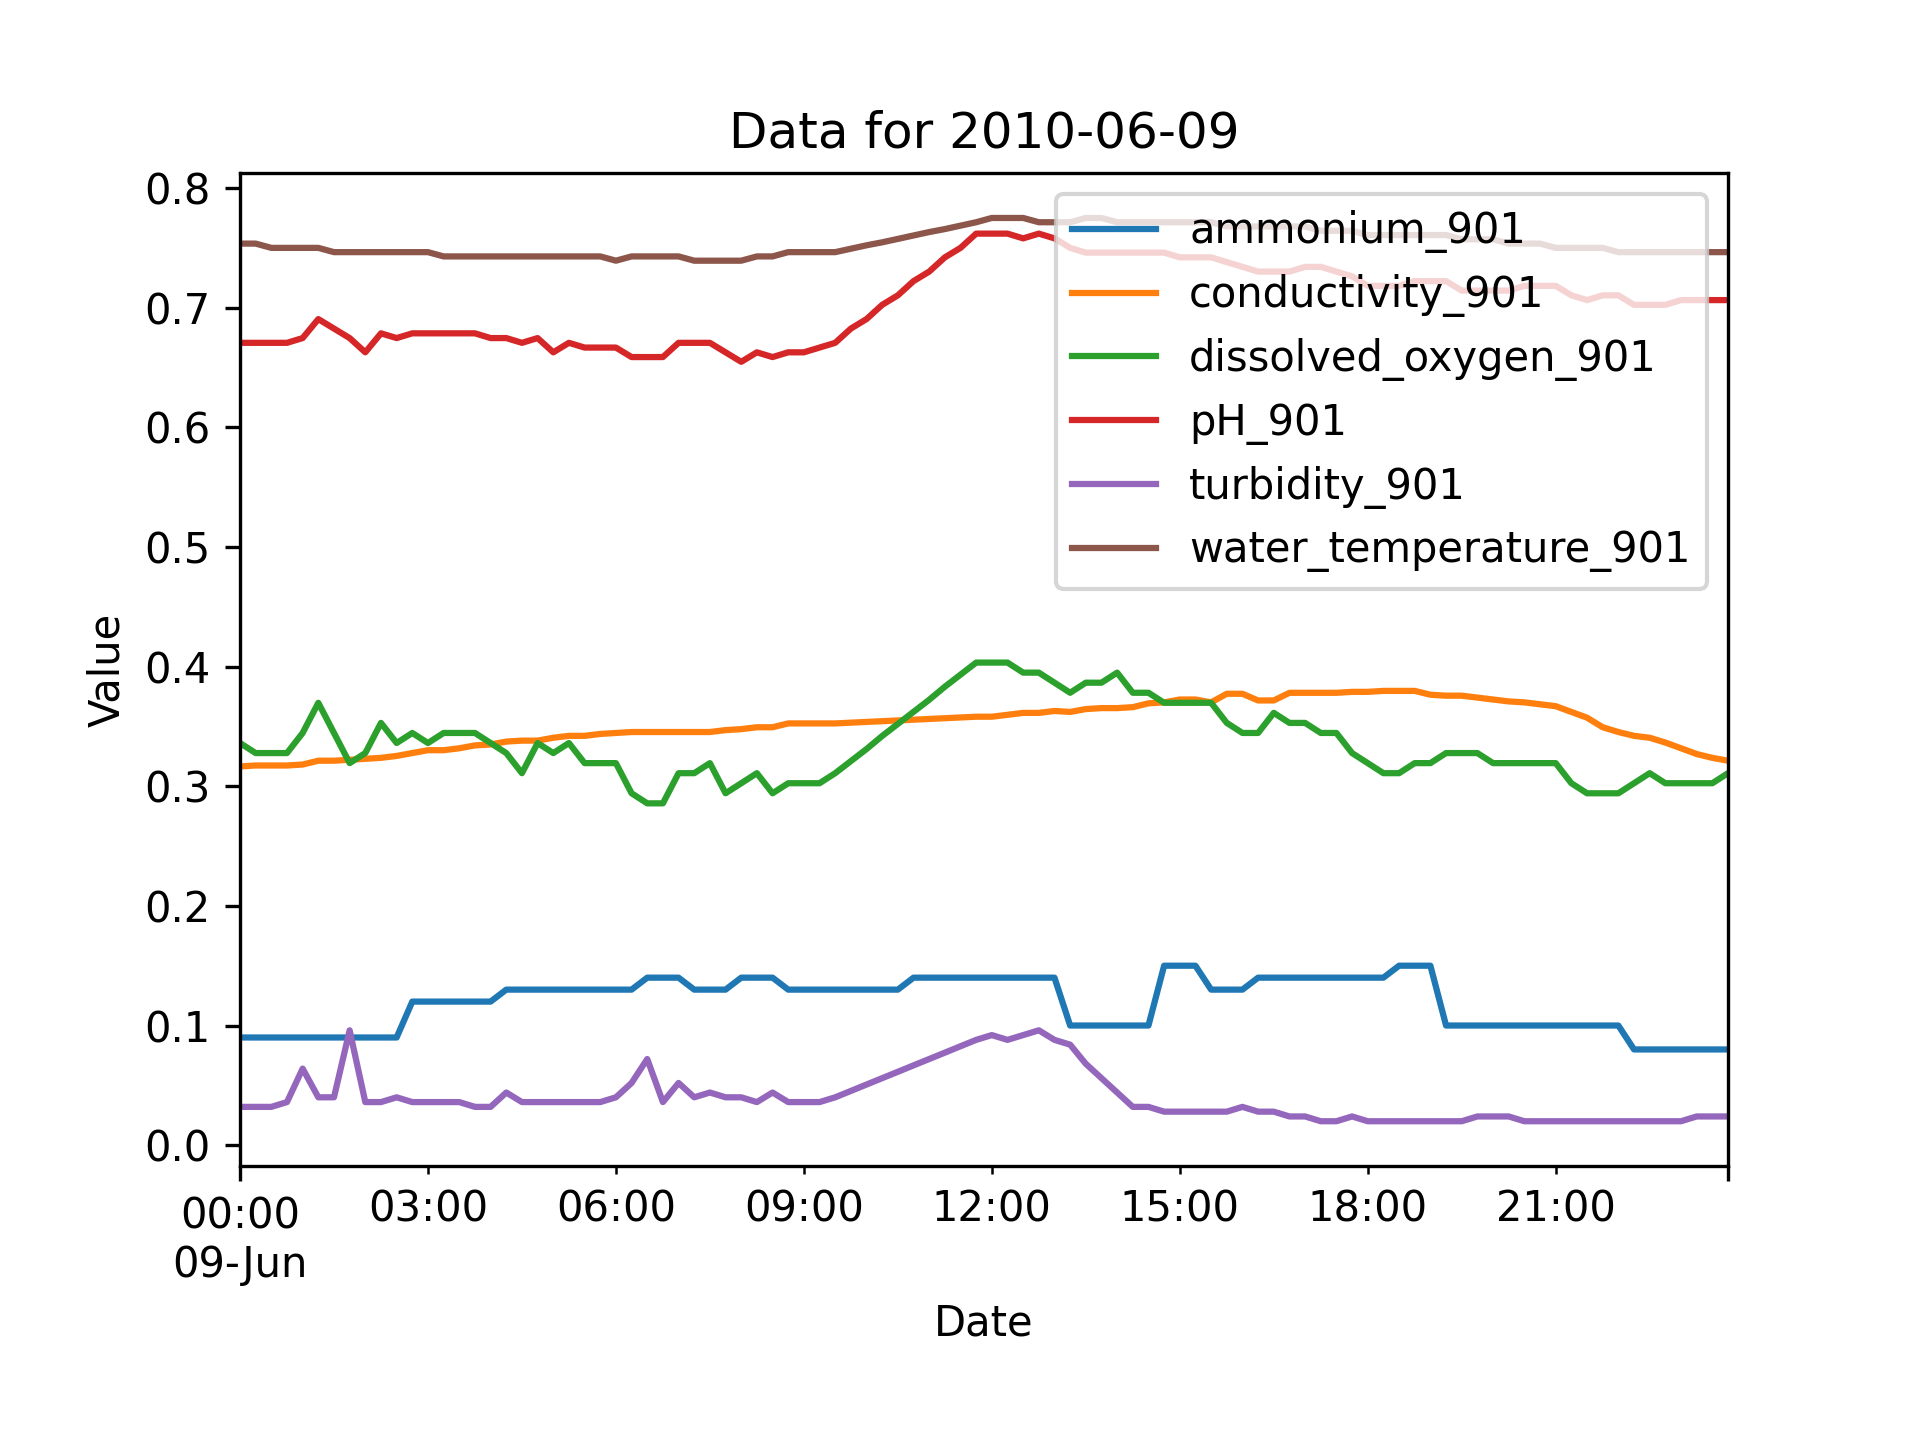 Data for 2010-06-09
0.8
0.7
0.6
0.5
0.4
0.3
0.2
0.1
0.0
Value
ammonium_901
conductivity_901
dissolved_oxygen_901
pH_901
turbidity_901
water_temperature_901
00:00 03:00 06:00 09:00 12:00 15:00 18:00 21:00
09-Jun
Date